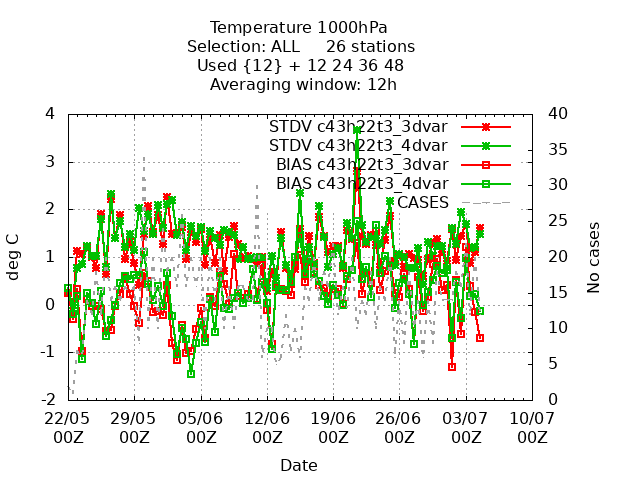 Temperature 1000hPa
Selection: ALL 26 stations
Used {12} + 12 24 36 48
Averaging window: 12h
STDV c43h22t3_3dvar
STDV c43h22t3_4dvar
BIAS c43h22t3_3dvar
BIAS c43h22t3_4dvar
CASES
deg C
4
3
2
1
0
-1
-2
No cases
40
35
30
25
20
15
10
5
0
22/05 29/05 05/06 12/06 19/06 26/06 03/07 10/07
00Z 00Z 00Z 00Z 00Z 00Z 00Z 00Z
Date